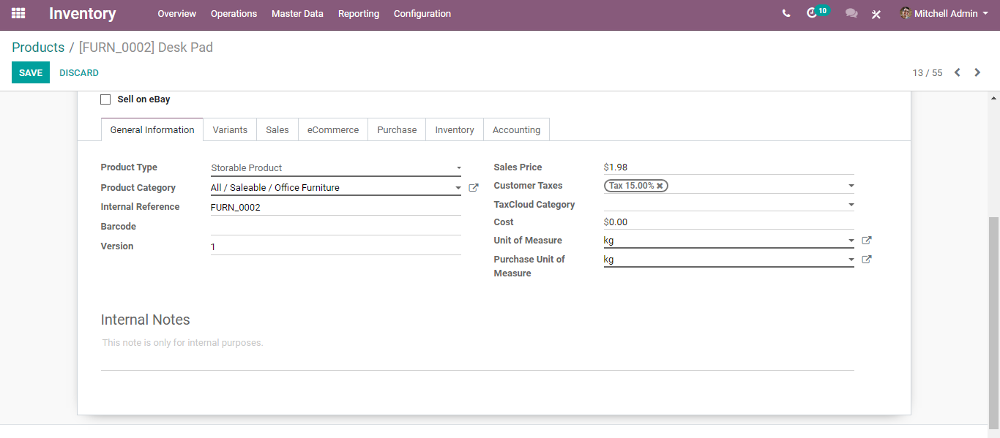 Inventory Overview Operations Master Data Reporting Configuration 10 Mitchell Admin
Products / [FURN_0002] Desk Pad
SAVE DISCARD 13 / 55
Sell on eBay
General Information Variants Sales eCommerce Purchase Inventory Accounting
Product Type Storable Product
Product Category All / Saleable / Office Furniture
Internal Reference FURN_0002
Barcode
Version 1
Sales Price $1.98
Customer Taxes Tax 15.00% ✖
TaxCloud Category
Cost $0.00
Unit of Measure kg
Purchase Unit of kg
Measure
Internal Notes
This note is only for internal purposes.